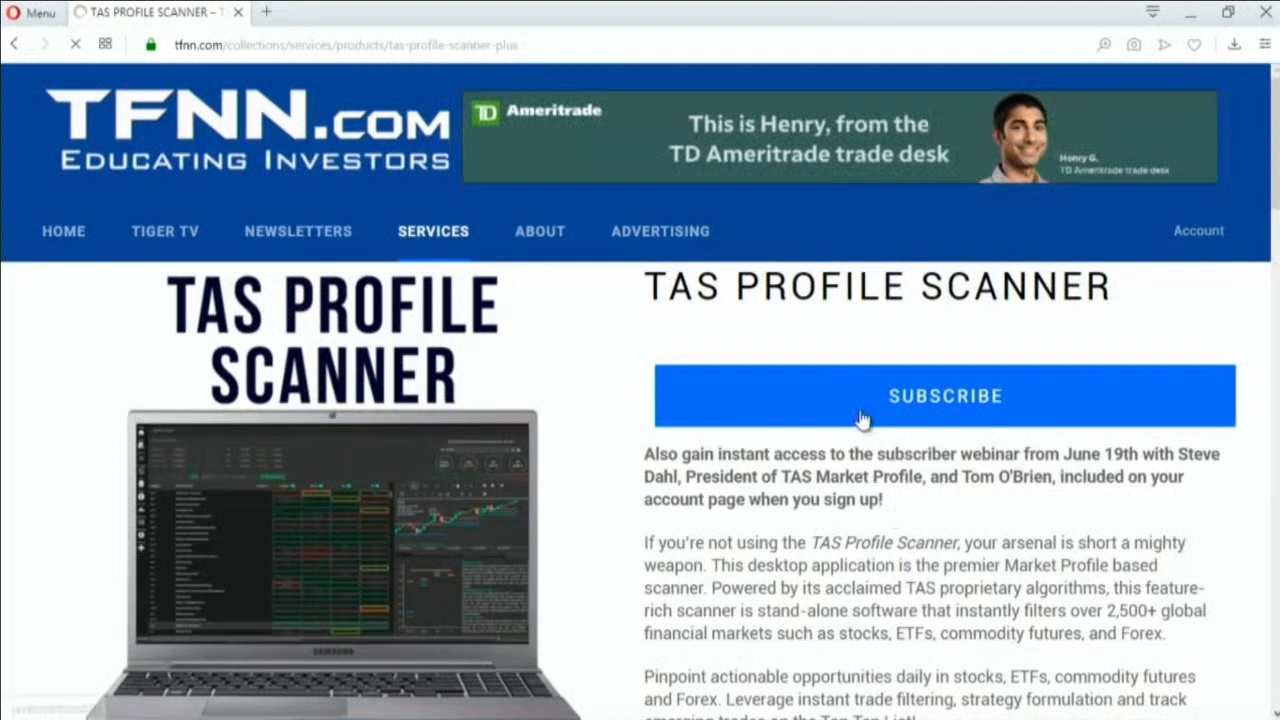 Menu
TAS PROFILE SCANNER –
tfnn.com/collections/services/products/tas-profile-scanner-plus
TFNN.COM
EDUCATING INVESTORS
TD Ameritrade
This is Henry, from the
TD Ameritrade trade desk
Henry G.
TD Ameritrade trade desk
HOME
TIGER TV
NEWSLETTERS
SERVICES
ABOUT
ADVERTISING
Account
TAS PROFILE
SCANNER
SAMSUNG
TAS PROFILE SCANNER
SUBSCRIBE
Also gain instant access to the subscriber webinar from June 19th with Steve
Dahl, President of TAS Market Profile, and Tom O'Brien, included on your
account page when you sign up!
If you're not using the TAS Profile Scanner, your arsenal is short a mighty
weapon. This desktop application is the premier Market Profile based
scanner. Powered by its acclaimed TAS proprietary algorithms, this feature-
rich scanner is stand-alone software that instantly filters over 2,500+ global
financial markets such as stocks, ETFs, commodity futures, and Forex.
Pinpoint actionable opportunities daily in stocks, ETFs, commodity futures
and Forex. Leverage instant trade filtering, strategy formulation and track
emerging trades on the Top Ten List!